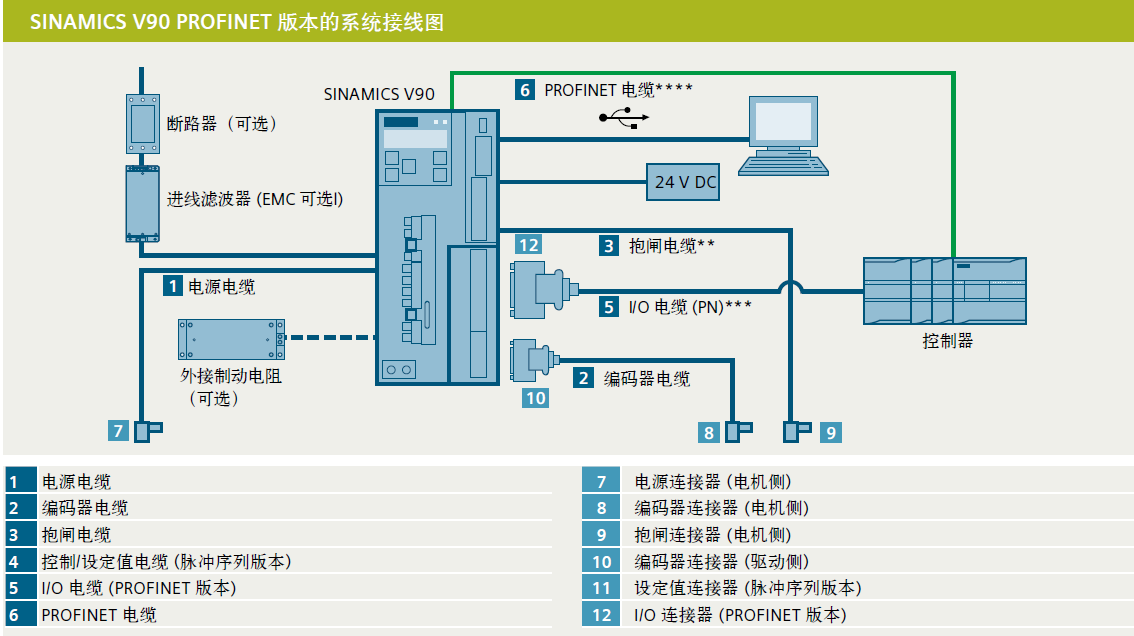 SINAMICS V90 PROFINET 版本的系统接线图
SINAMICS V90
6 PROFINET 电缆****
断路器（可选）
进线滤波器 (EMC 可选I)
24 V DC
12
3 抱闸电缆**
1 电源电缆
5 I/O 电缆 (PN)***
控制器
外接制动电阻
（可选）
2 编码器电缆
10
7
8
9
1 电源电缆
2 编码器电缆
3 抱闸电缆
4 控制/设定值电缆 (脉冲序列版本)
5 I/O 电缆 (PROFINET 版本)
6 PROFINET 电缆
7 电源连接器 (电机侧)
8 编码器连接器 (电机侧)
9 抱闸连接器 (电机侧)
10 编码器连接器 (驱动侧)
11 设定值连接器 (脉冲序列版本)
12 I/O 连接器 (PROFINET 版本)